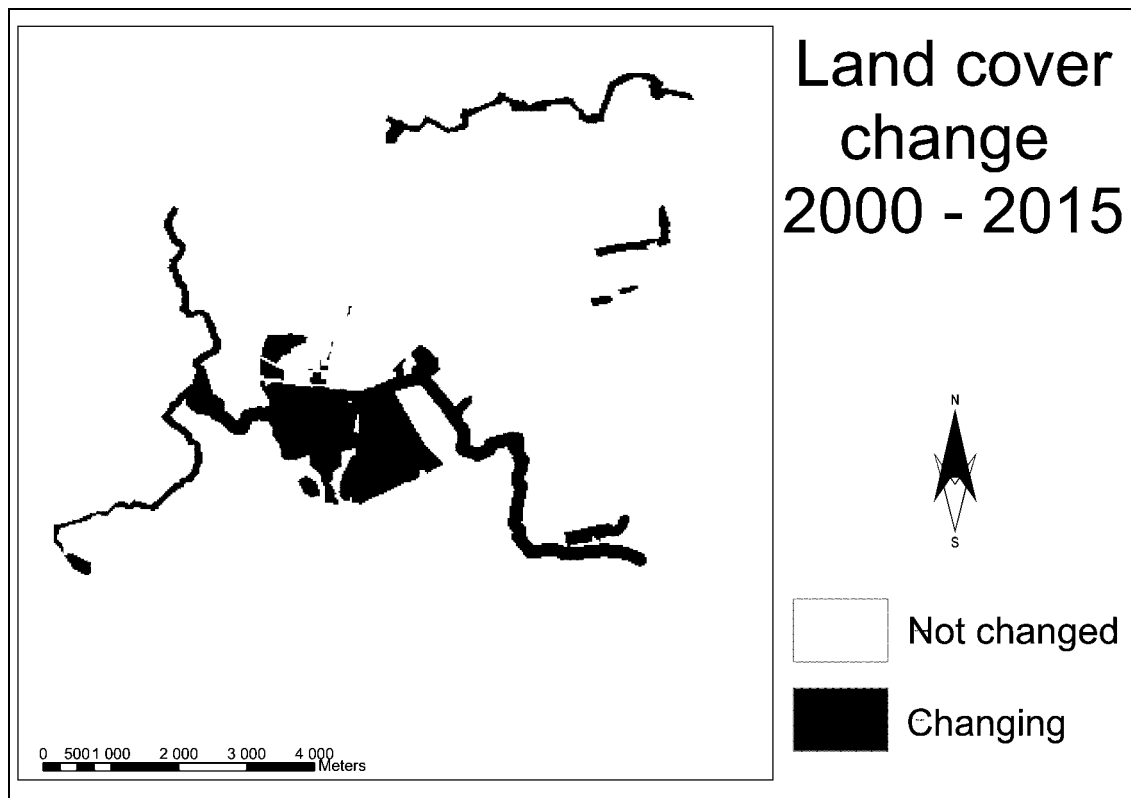 Land cover
change
2000 - 2015
N
S
Not changed
Changing
0 500 1 000 2 000 3 000 4 000
Meters